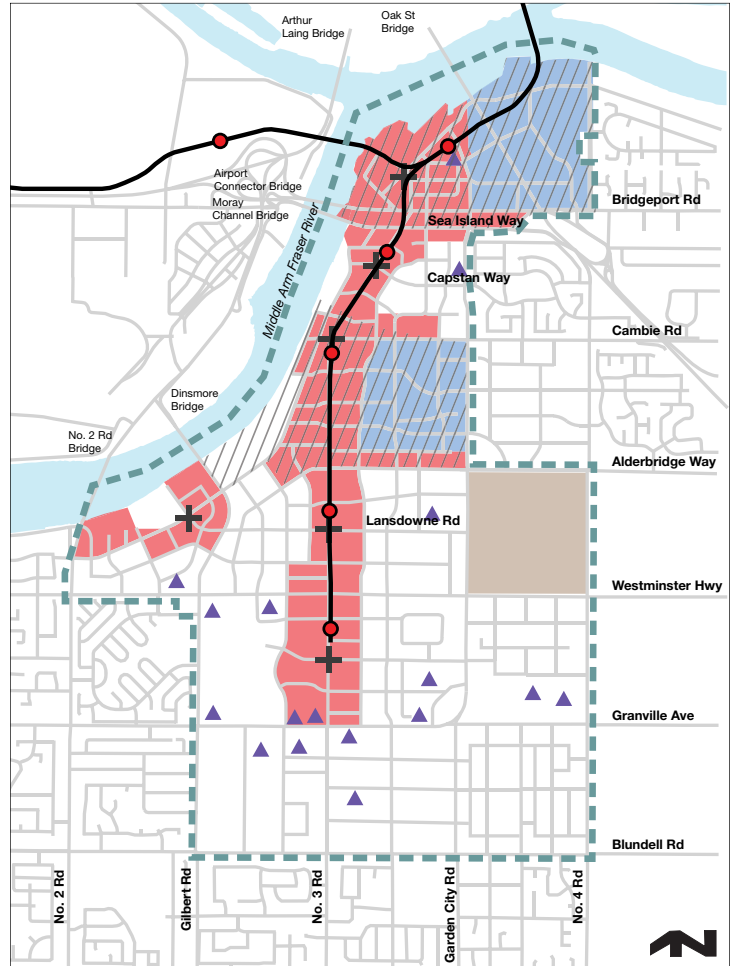 Arthur
Laing Bridge
Oak St
Bridge
Airport
Connector Bridge
Moray
Channel Bridge
Bridgeport Rd
Sea Island Way
Middle Arm Fraser River
Capstan Way
Cambie Rd
Dinsmore
Bridge
No. 2 Rd
Bridge
Alderbridge Way
Lansdowne Rd
Westminster Hwy
Granville Ave
Blundell Rd
No. 2 Rd
Gilbert Rd
No. 3 Rd
Garden City Rd
No. 4 Rd
N